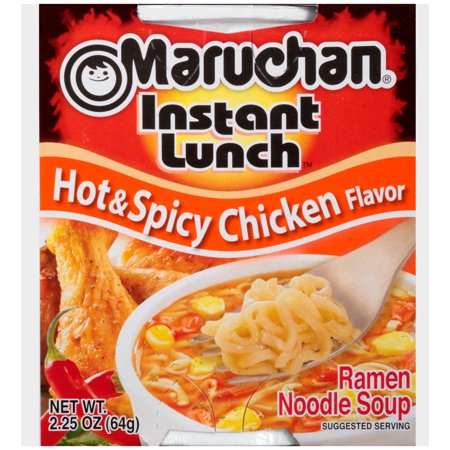 Maruchan®
Instant
Lunch™
Hot & Spicy Chicken Flavor
Ramen
Noodle Soup
SUGGESTED SERVING
NET WT.
2.25 OZ (64g)